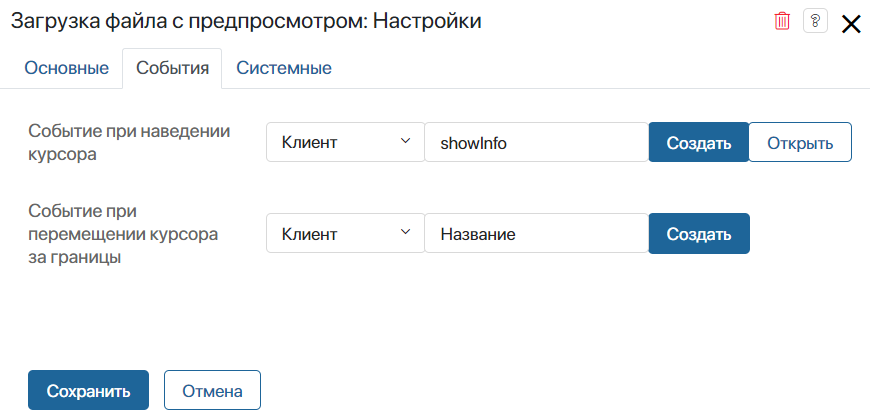 Загрузка файла с предпросмотром: Настройки ?
Основные События Системные
Событие при наведении
курсора
Клиент showInfo Создать Открыть
Событие при
перемещении курсора
за границы
Клиент Название Создать
Сохранить Отмена